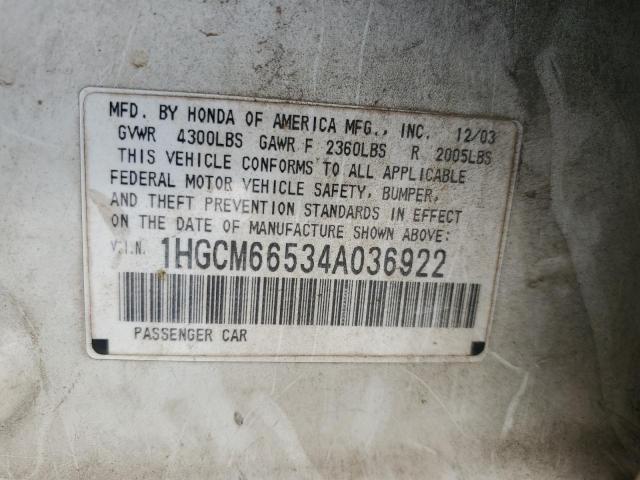 MFD. BY HONDA OF AMERICA MFG., INC. 12/03
GVWR 4300LBS GAWR F 2360LBS R 2005LBS
THIS VEHICLE CONFORMS TO ALL APPLICABLE
FEDERAL MOTOR VEHICLE SAFETY, BUMPER,
AND THEFT PREVENTION STANDARDS IN EFFECT
ON THE DATE OF MANUFACTURE SHOWN ABOVE:
V.I.N. 1HGCM66534A036922
PASSENGER CAR